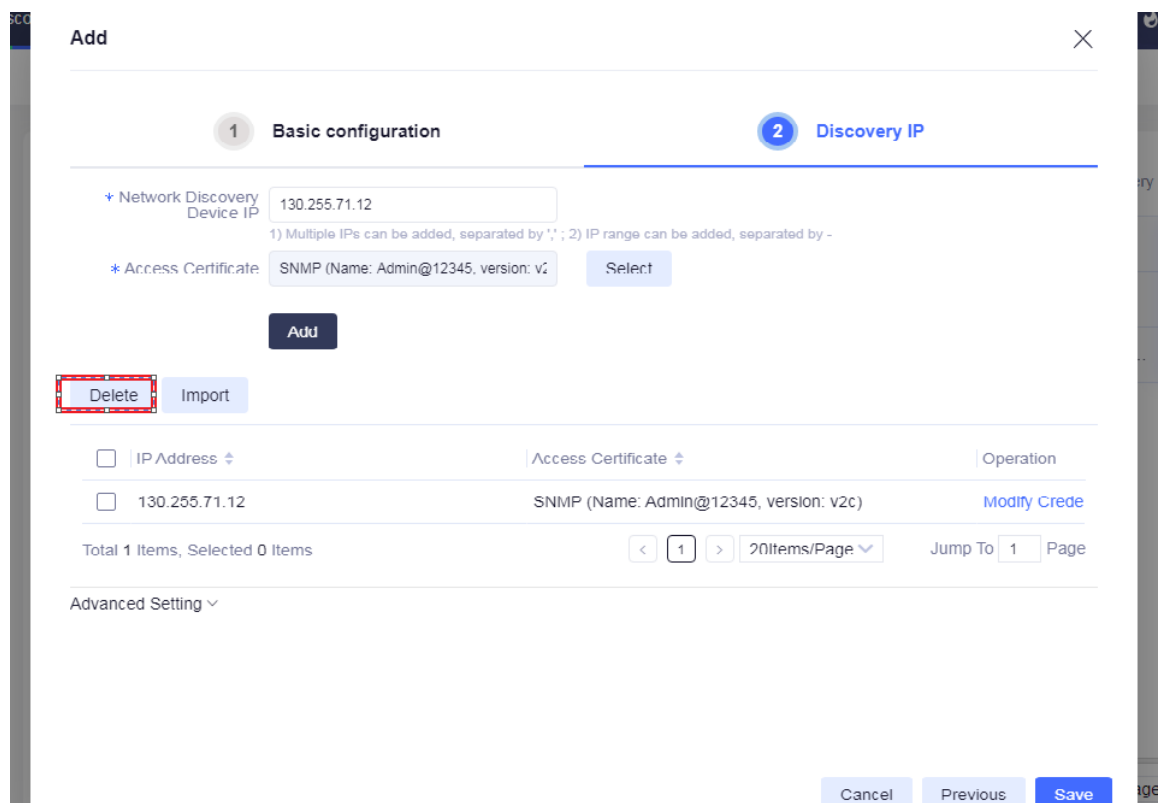 sco
Add
1 Basic configuration
2 Discovery IP
* Network Discovery
Device IP
130.255.71.12
1) Multiple IPs can be added, separated by ',' ; 2) IP range can be added, separated by -
* Access Certificate SNMP (Name: Admin@12345, version: v2 Select
Add
Delete Import
IP Address Access Certificate Operation
130.255.71.12 SNMP (Name: Admin@12345, version: v2c) Modify Crede
Total 1 Items, Selected 0 Items < 1 > 20Items/Page Jump To 1 Page
Advanced Setting
Cancel Previous Save